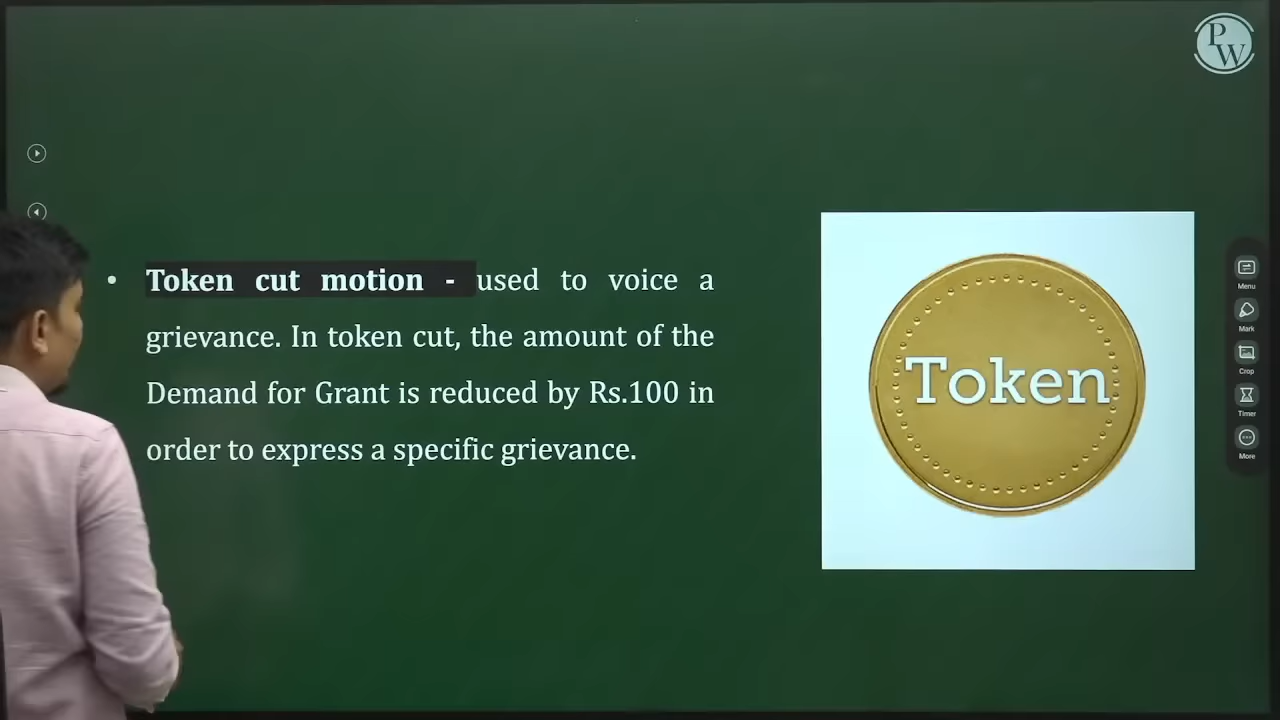 PW
• Token cut motion - used to voice a
grievance. In token cut, the amount of the
Demand for Grant is reduced by Rs.100 in
order to express a specific grievance.
Token
Menu
Mark
Crop
Timer
More